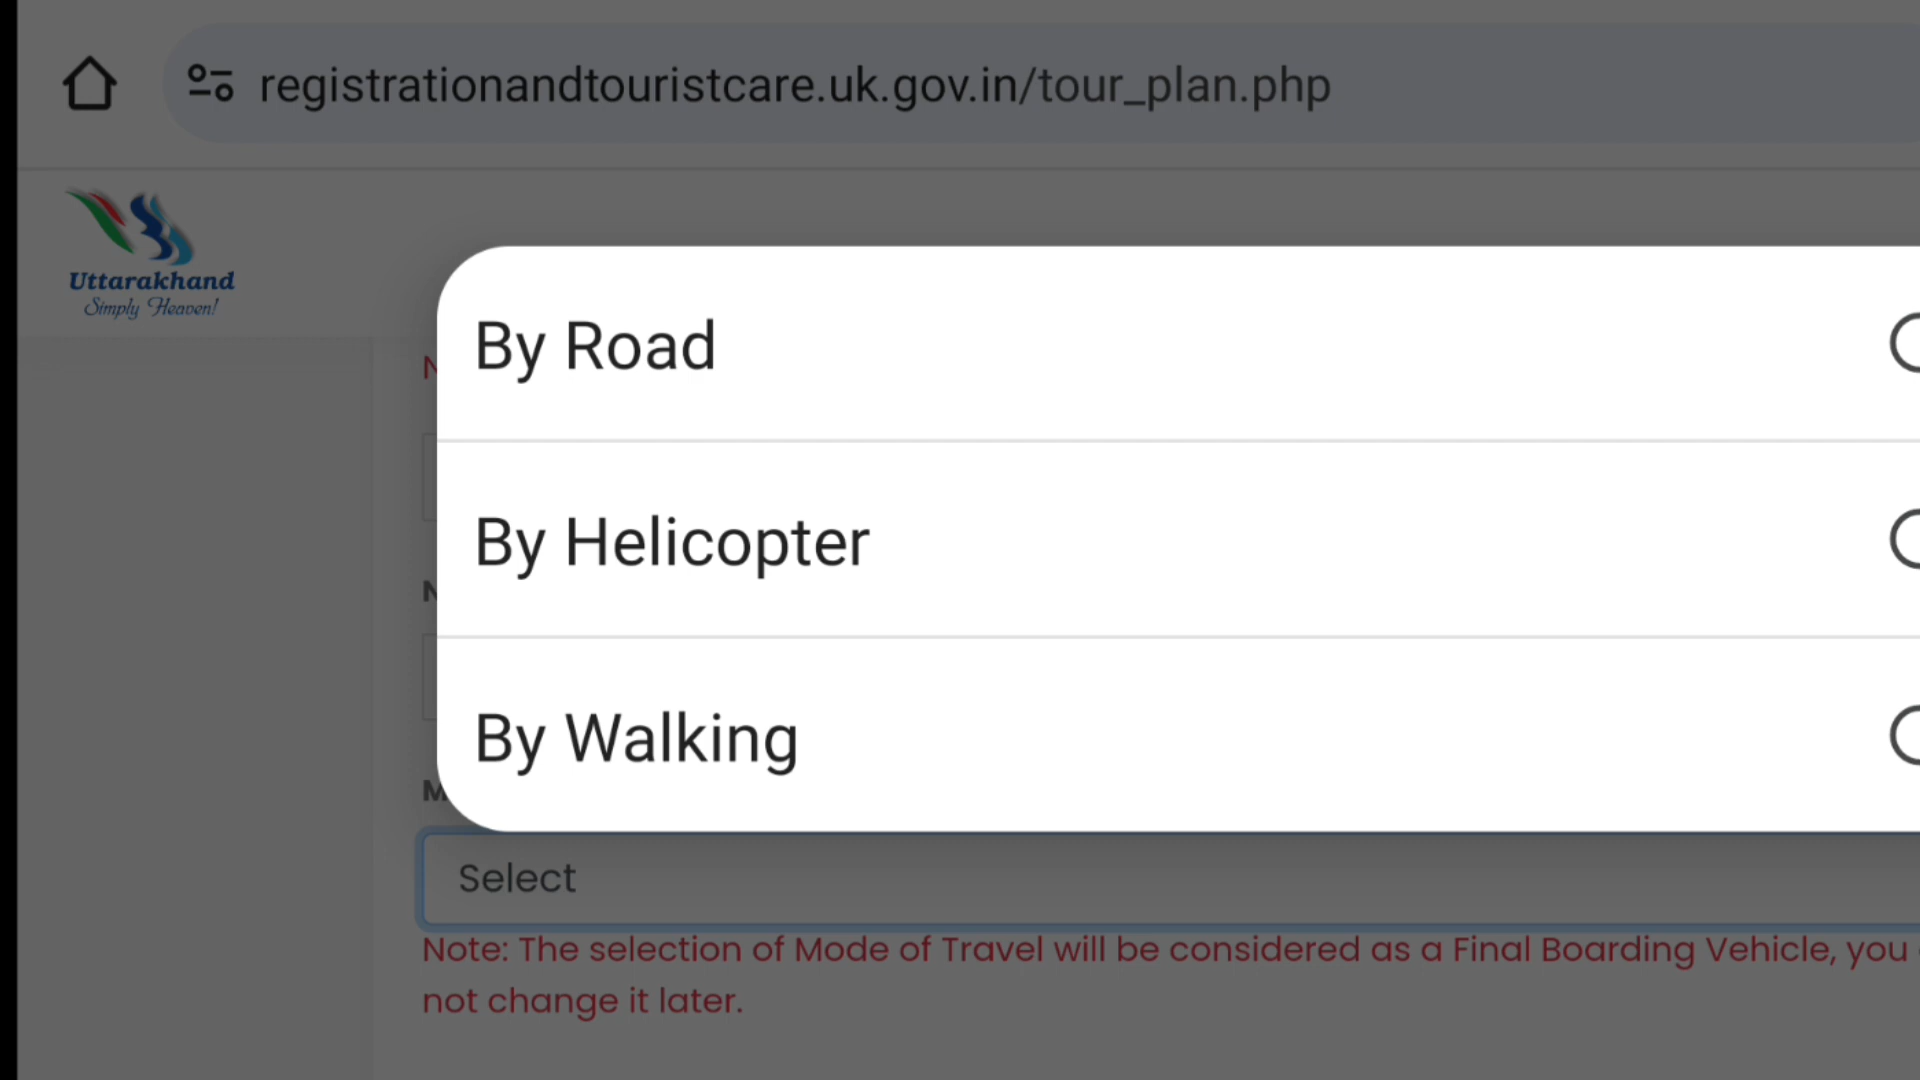 registrationandtouristcare.uk.gov.in/tour_plan.php
Uttarakhand
Simply Heaven!
By Road
By Helicopter
By Walking
Select
Note: The selection of Mode of Travel will be considered as a Final Boarding Vehicle, you
not change it later.